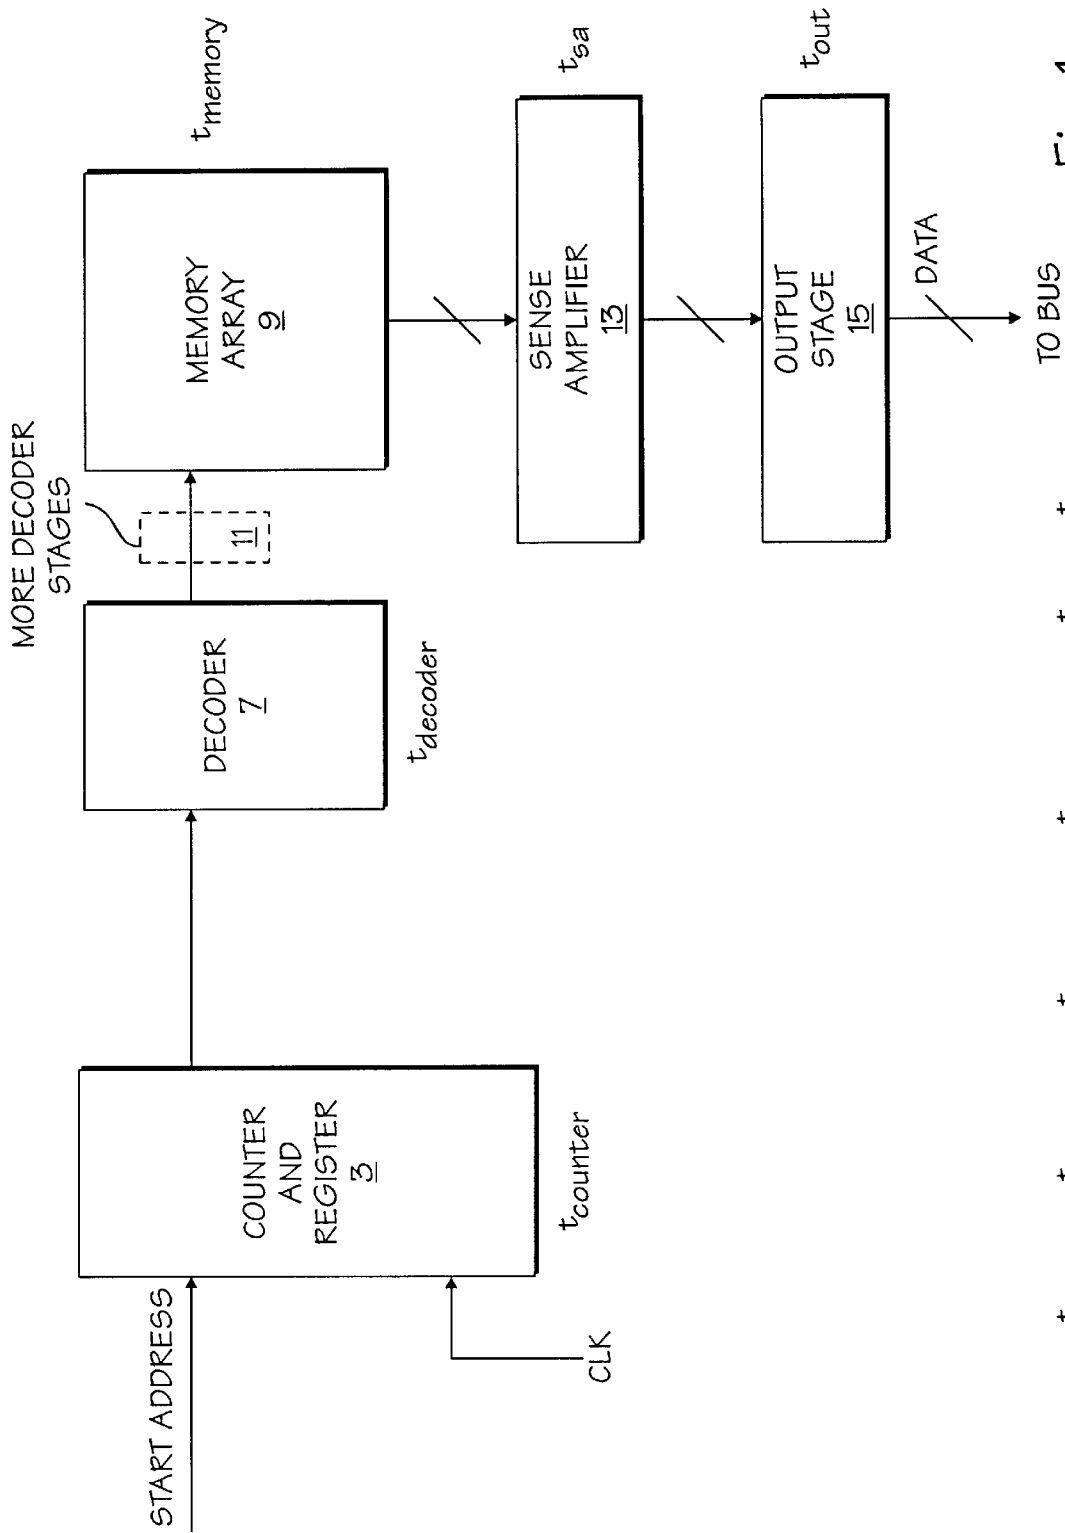 MORE DECODER
STAGES
START ADDRESS
CLK
COUNTER
AND
REGISTER
3
t_counter
DECODER
7
t_decoder
11
MEMORY
ARRAY
9
t_memory
SENSE
AMPLIFIER
13
t_sa
OUTPUT
STAGE
15
t_out
DATA
TO BUS